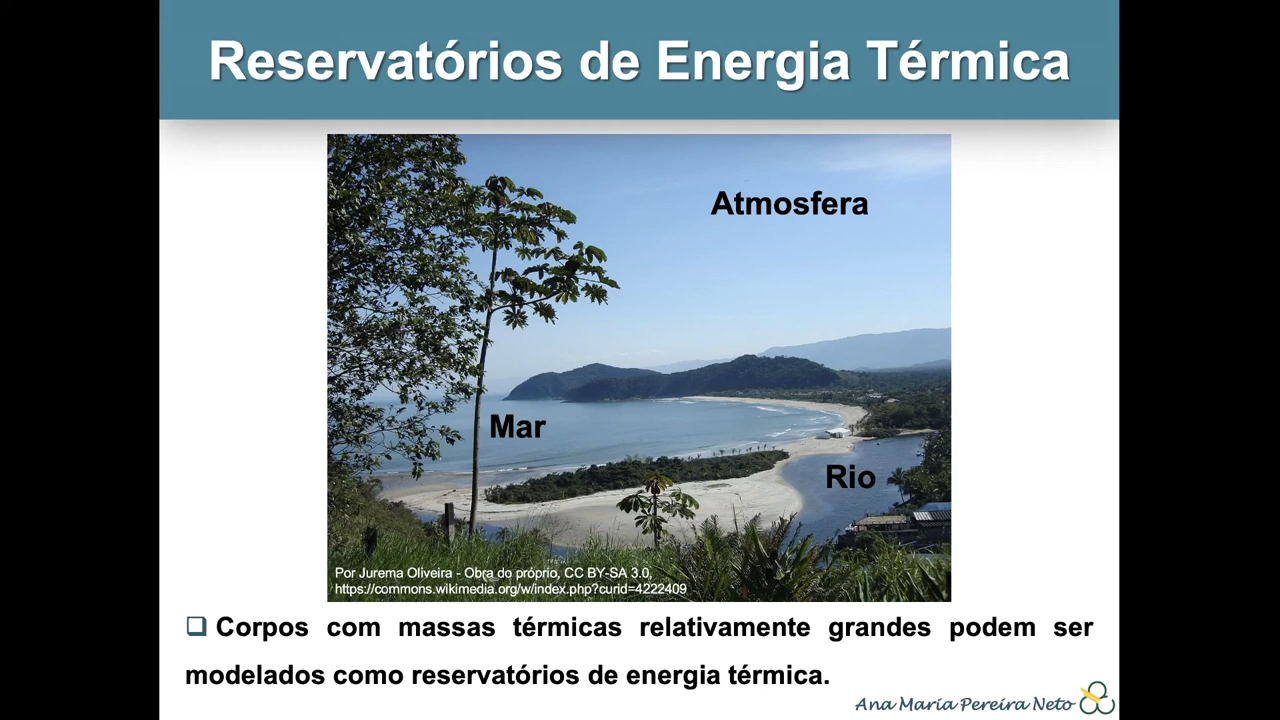 Reservatórios de Energia Térmica
Atmosfera
Mar
Rio
Por Jurema Oliveira - Obra do próprio, CC BY-SA 3.0,
https://commons.wikimedia.org/w/index.php?curid=4222409
Corpos com massas térmicas relativamente grandes podem ser
modelados como reservatórios de energia térmica.
Ana Maria Pereira Neto